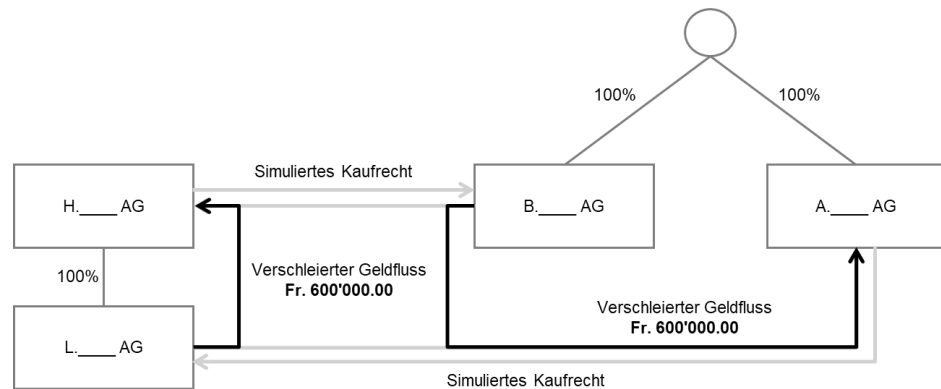 100%
100%
Simuliertes Kaufrecht
H.____ AG
B.____ AG
A.____ AG
100%
Verschleierter Geldfluss
Fr. 600'000.00
Verschleierter Geldfluss
Fr. 600'000.00
L.____ AG
Simuliertes Kaufrecht